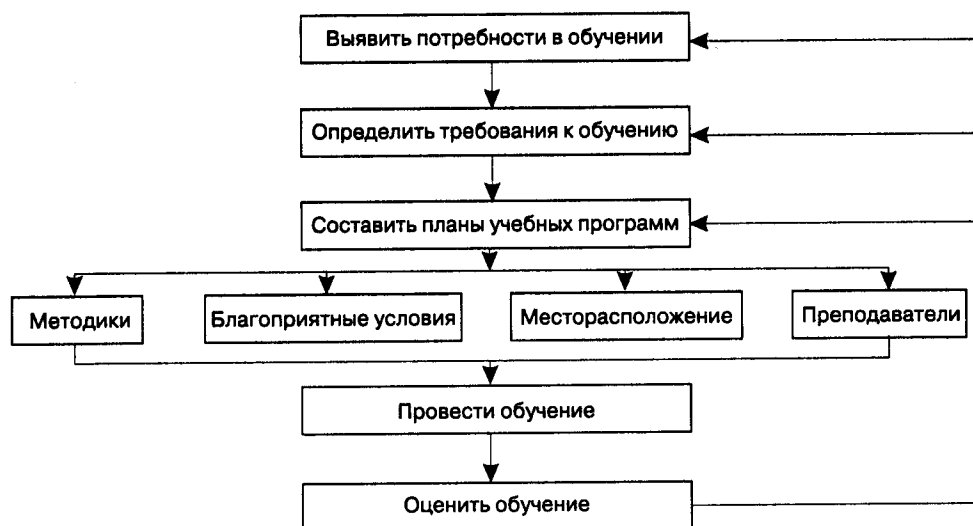 Выявить потребности в обучении
Определить требования к обучению
Составить планы учебных программ
Методики
Благоприятные условия
Месторасположение
Преподаватели
Провести обучение
Оценить обучение